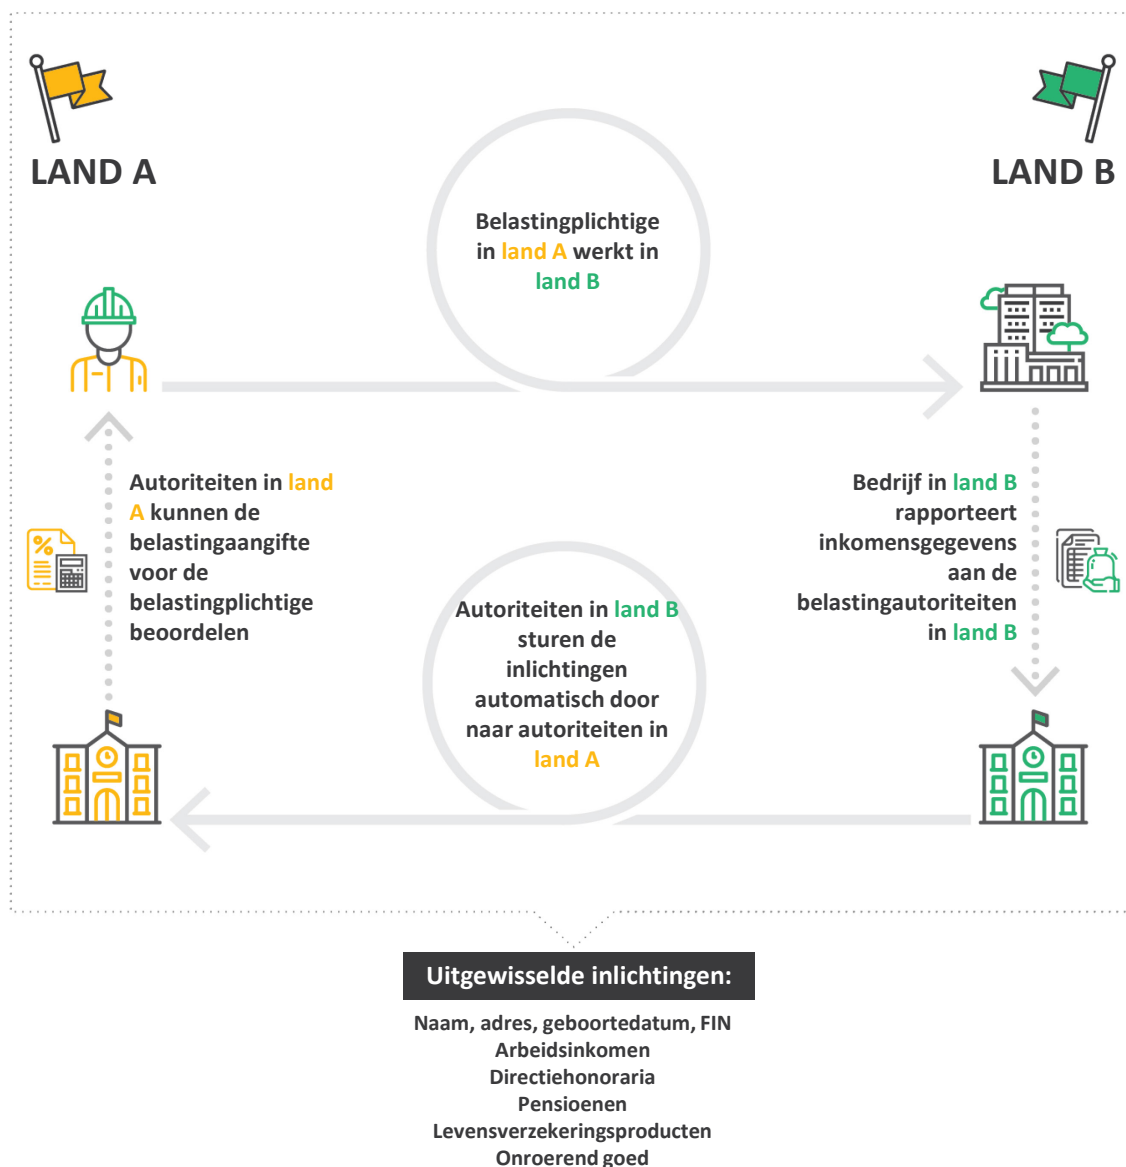 LAND A
LAND B
Belastingplichtige
in land A werkt in
land B
Autoriteiten in land
A kunnen de
belastingaangifte
voor de
belastingplichtige
beoordelen
Bedrijf in land B
rapporteert
inkomensgegevens
aan de
belastingautoriteiten
in land B
Autoriteiten in land B
sturen de
inlichtingen
automatisch door
naar autoriteiten in
land A
Uitgewisselde inlichtingen:
Naam, adres, geboortedatum, FIN
Arbeidsinkomen
Directiehonoraria
Pensioenen
Levensverzekeringsproducten
Onroerend goed